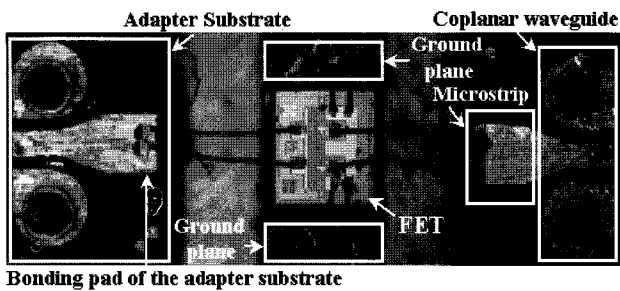 Adapter Substrate
Coplanar waveguide
Ground
plane
Microstrip
Ground
plane
FET
Bonding pad of the adapter substrate